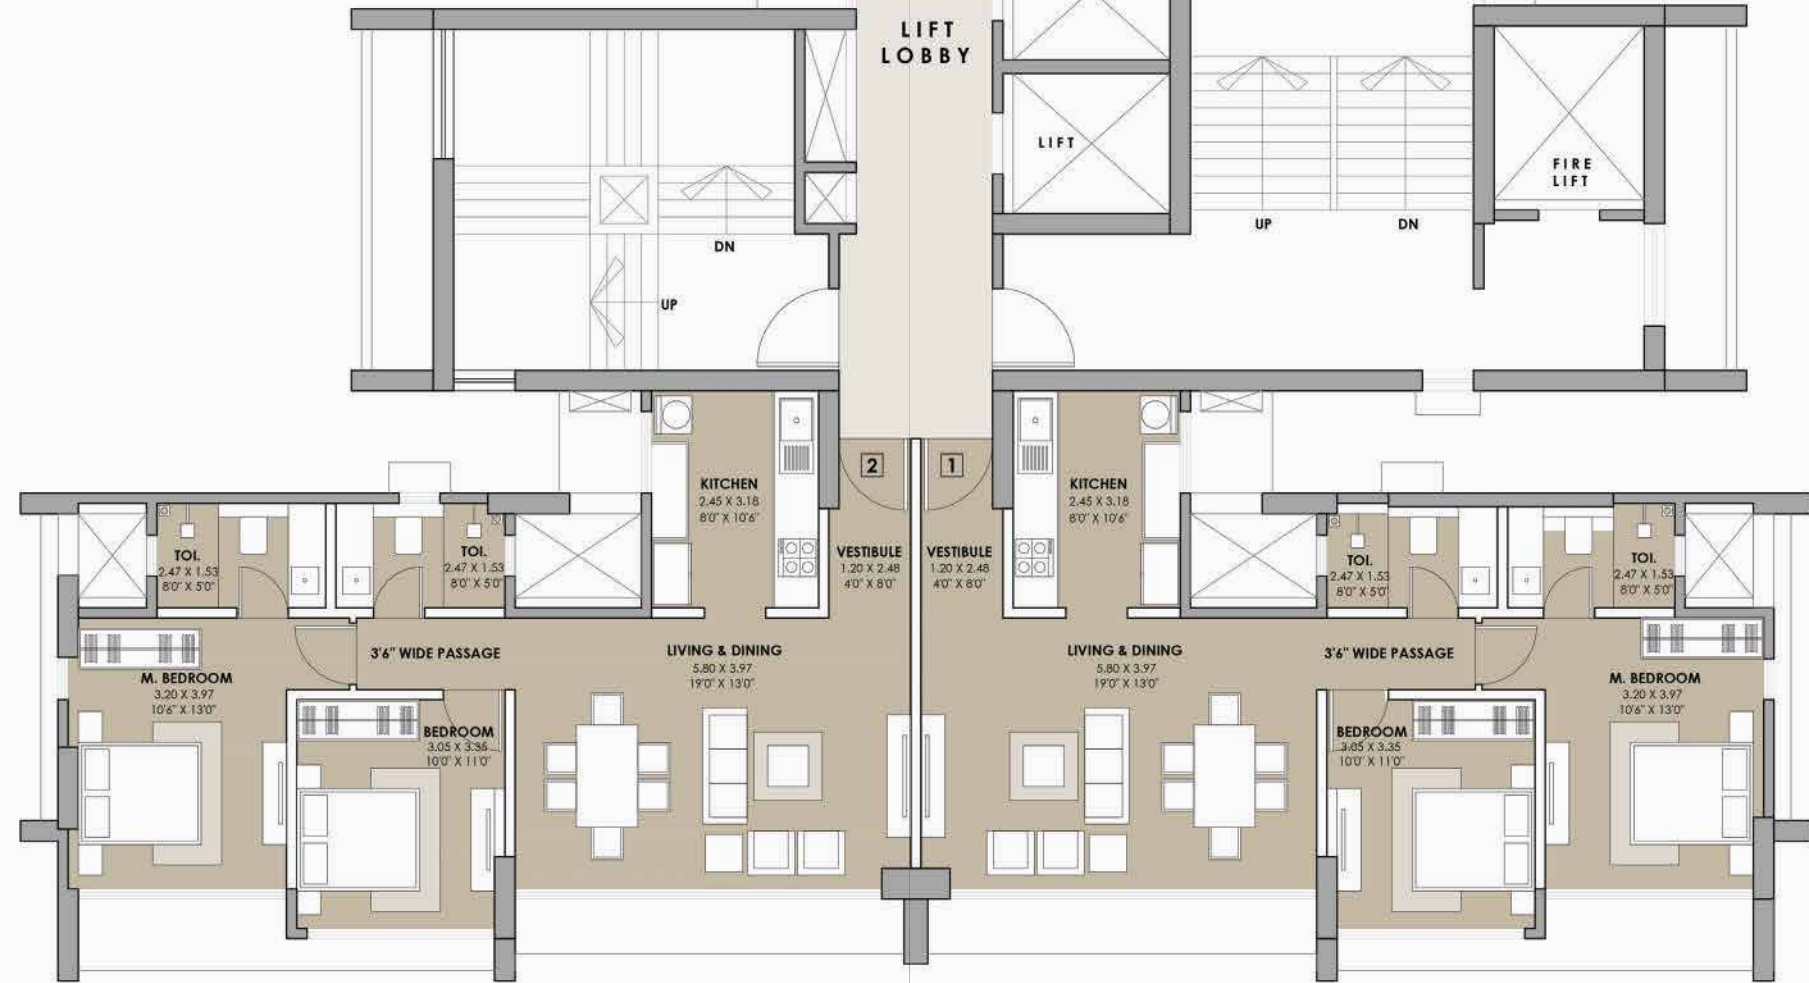 LIFT
LOBBY
LIFT
FIRE
LIFT
UP
DN
DN
UP
2
1
KITCHEN
2.45 X 3.18
8'0" X 10'6"
KITCHEN
2.45 X 3.18
8'0" X 10'6"
TOI.
2.47 X 1.53
8'0" X 5'0"
TOI.
2.47 X 1.53
8'0" X 5'0"
VESTIBULE
1.20 X 2.48
4'0" X 8'0"
VESTIBULE
1.20 X 2.48
4'0" X 8'0"
TOI.
2.47 X 1.53
8'0" X 5'0"
TOI.
2.47 X 1.53
8'0" X 5'0"
3'6" WIDE PASSAGE
LIVING & DINING
5.80 X 3.97
19'0" X 13'0"
LIVING & DINING
5.80 X 3.97
19'0" X 13'0"
3'6" WIDE PASSAGE
M. BEDROOM
3.20 X 3.97
10'6" X 13'0"
M. BEDROOM
3.20 X 3.97
10'6" X 13'0"
BEDROOM
3.05 X 3.35
10'0" X 11'0"
BEDROOM
3.05 X 3.35
10'0" X 11'0"